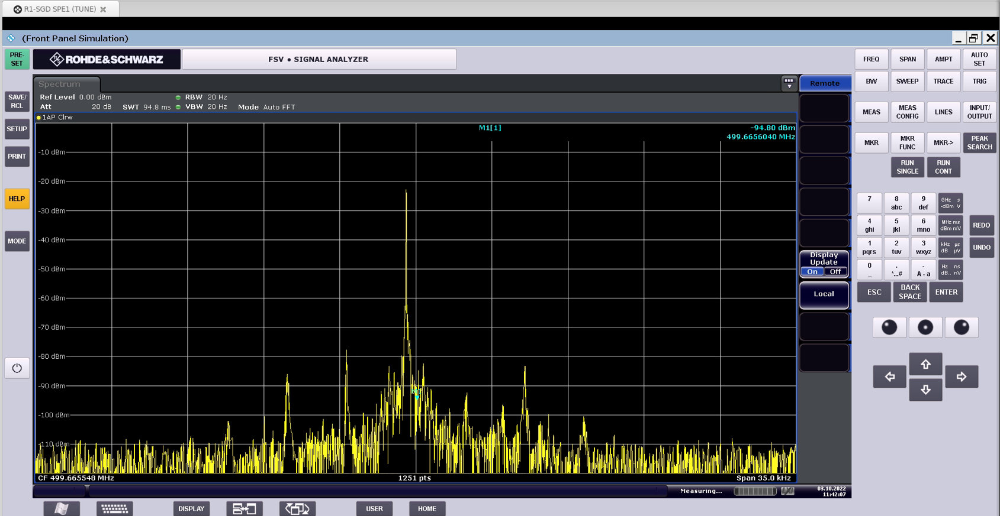 R1-SGD SPE1 (TUNE)
(Front Panel Simulation)
PRE-
SET
ROHDE&SCHWARZ
FSV • SIGNAL ANALYZER
FREQ
SPAN
AMPT
AUTO
SET
Spectrum
Remote
BW
SWEEP
TRACE
TRIG
SAVE/
RCL
Ref Level 0.00 dBm
RBW 20 Hz
Att 20 dB SWT 94.8 ms
VBW 20 Hz Mode Auto FFT
1AP Clrw
MEAS
MEAS
CONFIG
LINES
INPUT/
OUTPUT
SETUP
M1[1]
-94.80 dBm
499.6656040 MHz
MKR
MKR
FUNC
MKR->
PEAK
SEARCH
PRINT
-10 dBm
RUN
SINGLE
RUN
CONT
-20 dBm
HELP
-30 dBm
7
8
abc
9
def
GHz s
-dBm V
4
ghi
5
jkl
6
mno
MHz ms
dBm mV
REDO
MODE
-40 dBm
1
pqrs
2
tuv
3
wxyz
kHz µs
dB µV
UNDO
Display
Update
On Off
-50 dBm
0
_
.
*...#
-
A - a
Hz ns
dB.. nV
Local
-60 dBm
ESC
BACK
SPACE
ENTER
-70 dBm
-80 dBm
-90 dBm
-100 dBm
-110 dBm
CF 499.665548 MHz
1251 pts
Span 35.0 kHz
Measuring...
03.10.2022
11:42:07
DISPLAY
USER
HOME